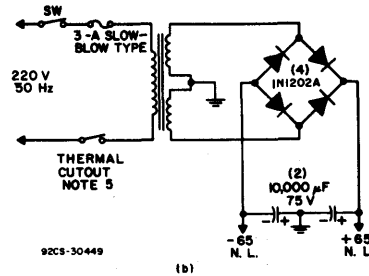 SW
3-A SLOW-
BLOW TYPE
220 V
50 Hz
(4)
1N1202A
THERMAL
CUTOUT
NOTE 5
(2)
10,000 µF
75 V
- + - +
-65
N. L.
+65
N. L.
92CS-30449
(b)